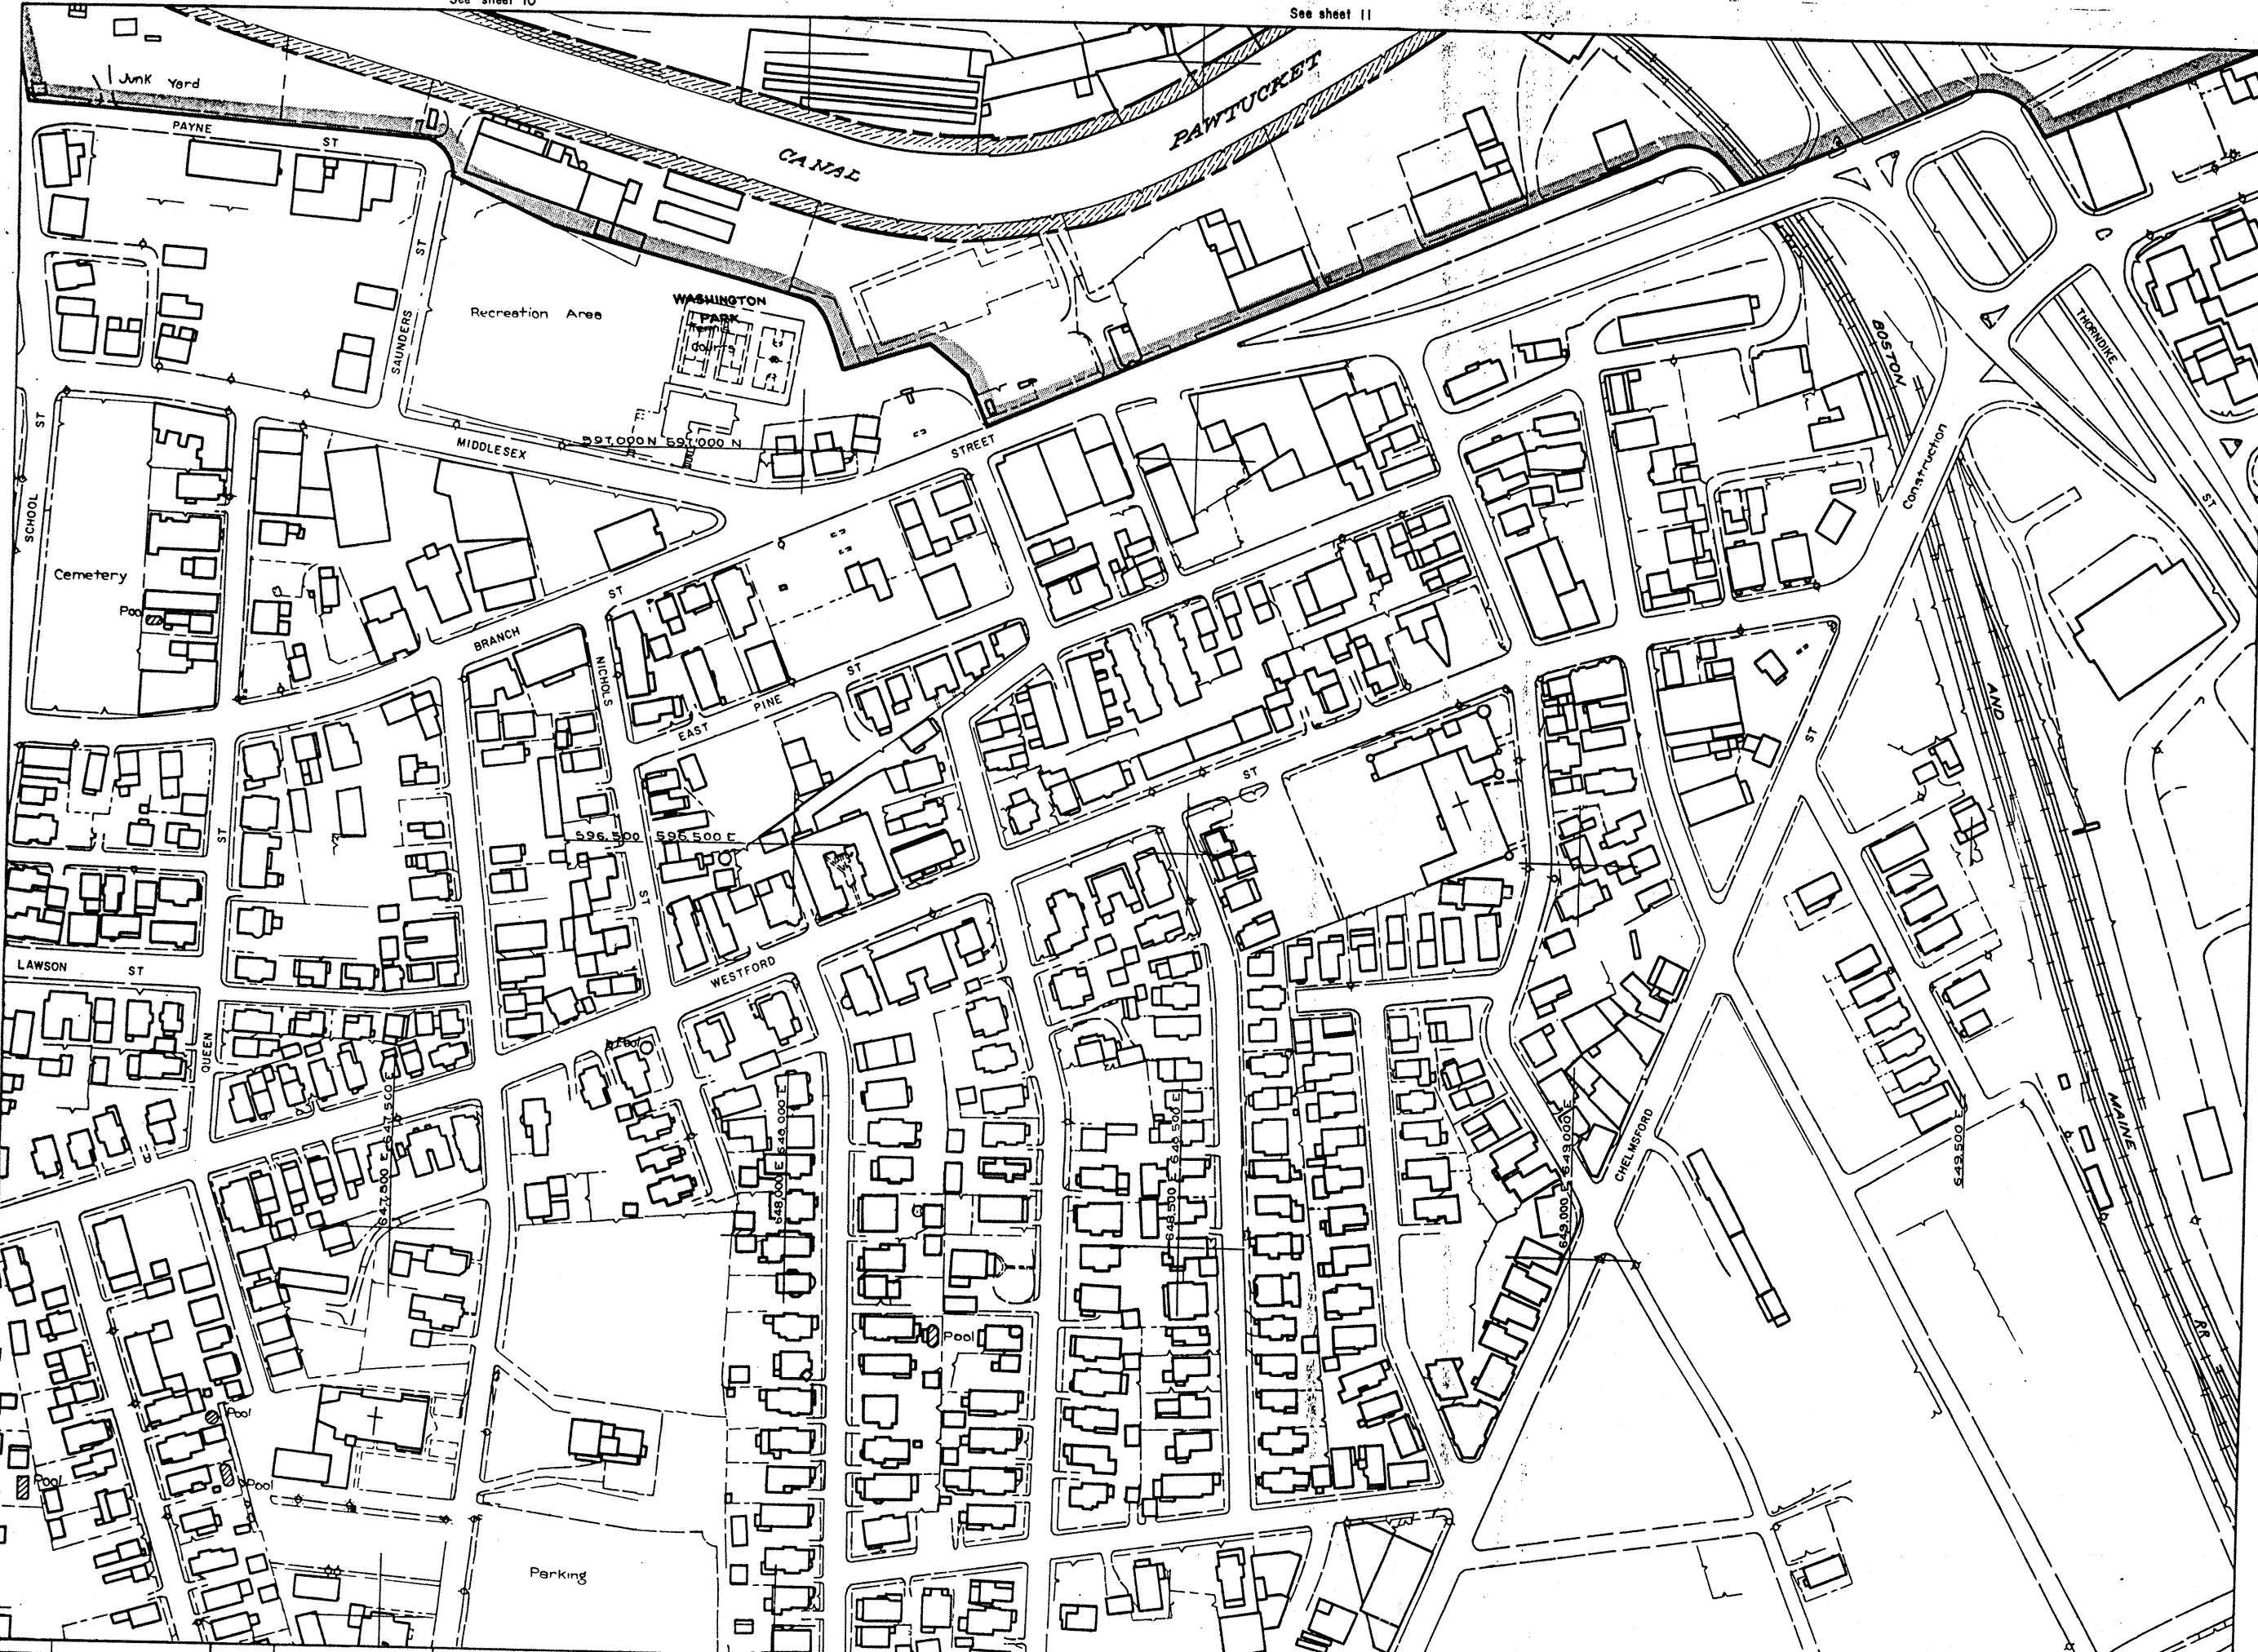 See sheet 10
See sheet 11
Junk Yard
PAYNE
ST
CANAL
PAWTUCKET
ST
SAUNDERS
Recreation Area
WASHINGTON
PARK
Tennis
courts
BOSTON
THORNDIKE
ST
ST
SCHOOL
MIDDLESEX
STREET
597,000 N 597,000 N
Construction
Cemetery
Pool
ST
BRANCH
NICHOLS
ST
EAST
PINE
ST
ST
AND
ST
596,500
596,500 E
ST
ST
LAWSON
ST
WESTFORD
QUEEN
Pool
647,500 E 647,500 E
648,000 E 648,000 E
648,500 E 648,500 E
649,000 E 649,000 E
649,500 E
CHELMSFORD
MAINE
RR
Pool
Pool
Pool
Pool
Parking